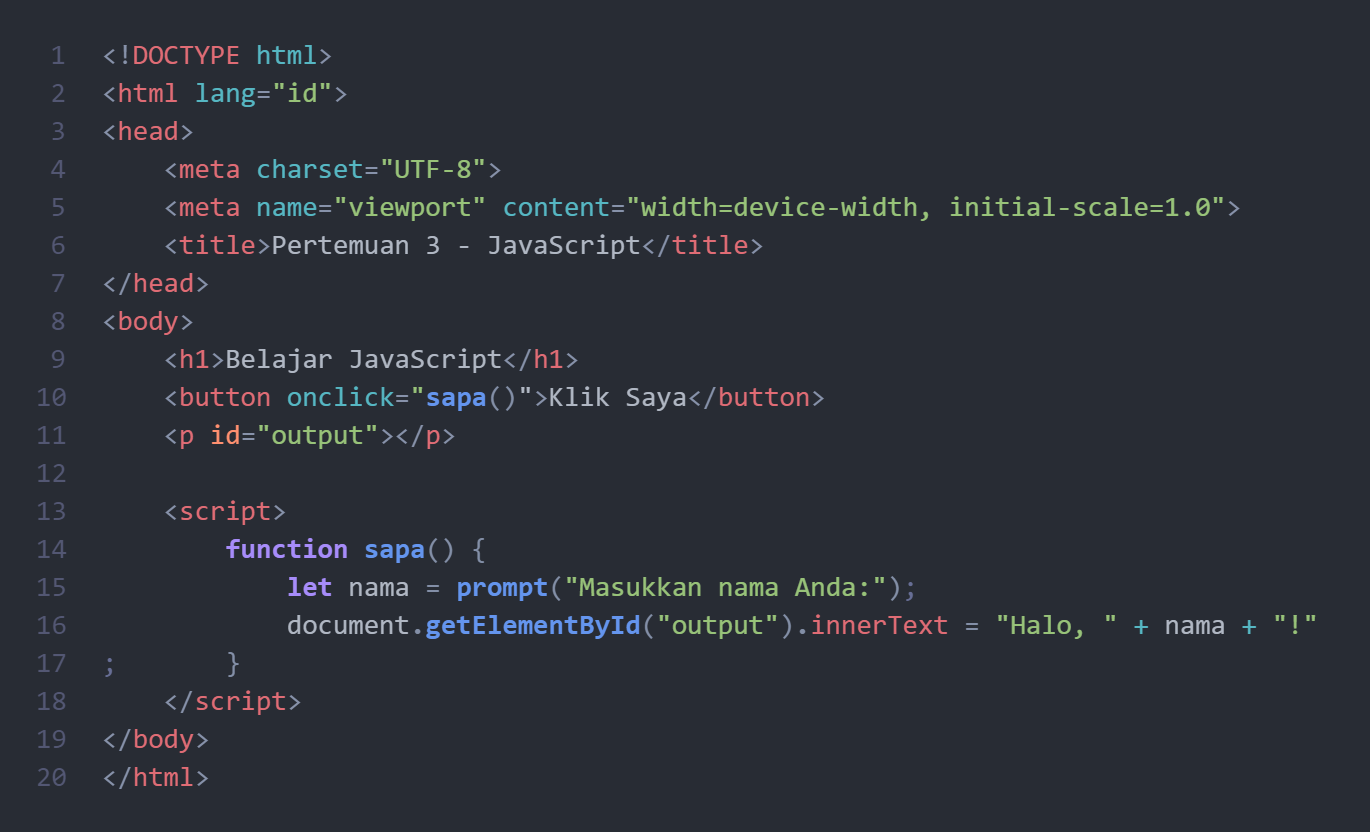 1 <!DOCTYPE html>
2 <html lang="id">
3 <head>
4     <meta charset="UTF-8">
5     <meta name="viewport" content="width=device-width, initial-scale=1.0">
6     <title>Pertemuan 3 - JavaScript</title>
7 </head>
8 <body>
9     <h1>Belajar JavaScript</h1>
10     <button onclick="sapa()">Klik Saya</button>
11     <p id="output"></p>
12
13     <script>
14         function sapa() {
15             let nama = prompt("Masukkan nama Anda:");
16             document.getElementById("output").innerText = "Halo, " + nama + "!"
17 ;       }
18     </script>
19 </body>
20 </html>